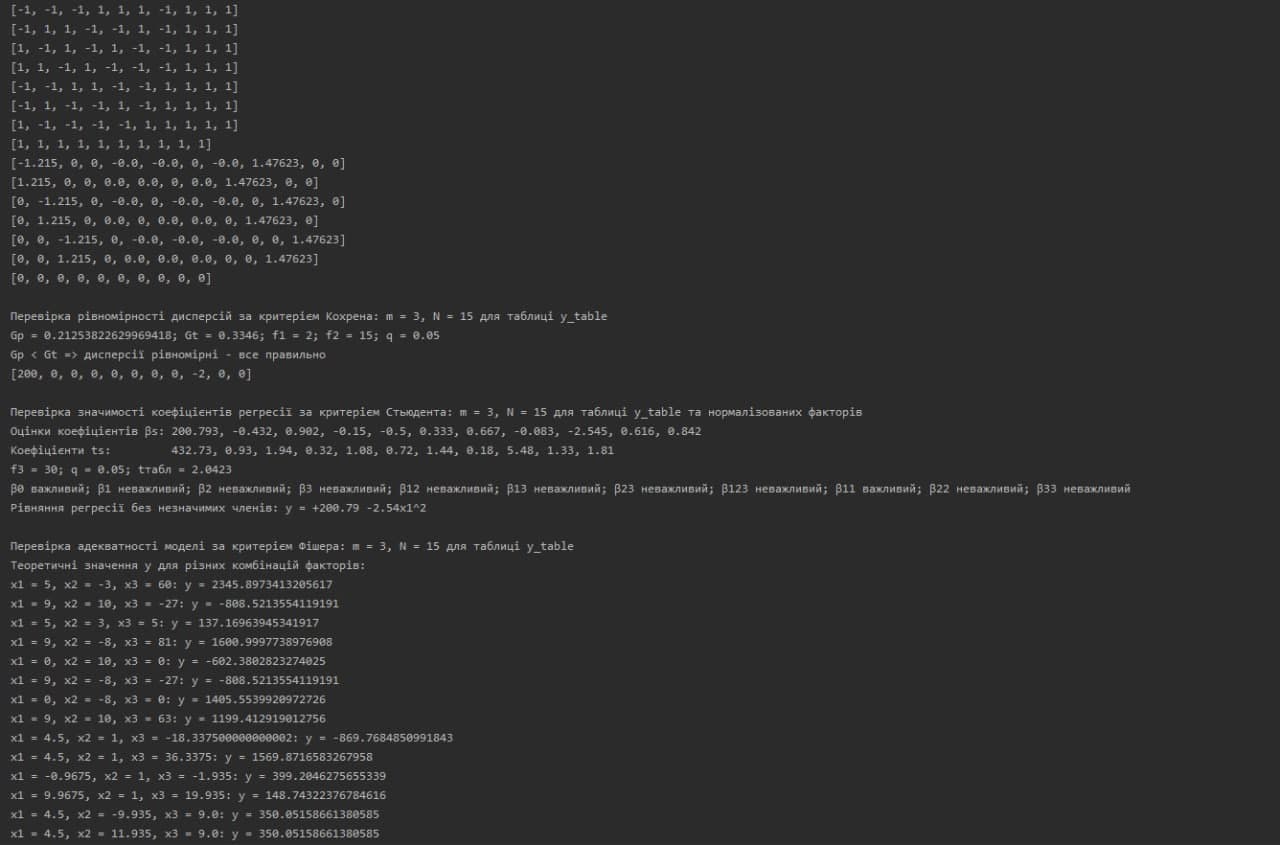 [-1, -1, -1, 1, 1, 1, -1, 1, 1, 1]
[-1, 1, 1, -1, -1, 1, -1, 1, 1, 1]
[1, -1, 1, -1, 1, -1, -1, 1, 1, 1]
[1, 1, -1, 1, -1, -1, -1, 1, 1, 1]
[-1, -1, 1, 1, -1, -1, 1, 1, 1, 1]
[-1, 1, -1, -1, 1, -1, 1, 1, 1, 1]
[1, -1, -1, -1, -1, 1, 1, 1, 1, 1]
[1, 1, 1, 1, 1, 1, 1, 1, 1, 1]
[-1.215, 0, 0, -0.0, -0.0, 0, -0.0, 1.47623, 0, 0]
[1.215, 0, 0, 0.0, 0.0, 0, 0.0, 1.47623, 0, 0]
[0, -1.215, 0, -0.0, 0, -0.0, -0.0, 0, 1.47623, 0]
[0, 1.215, 0, 0.0, 0, 0.0, 0.0, 0, 1.47623, 0]
[0, 0, -1.215, 0, -0.0, -0.0, -0.0, 0, 0, 1.47623]
[0, 0, 1.215, 0, 0.0, 0.0, 0.0, 0, 0, 1.47623]
[0, 0, 0, 0, 0, 0, 0, 0, 0, 0]
Перевірка рівномірності дисперсій за критерієм Кохрена: m = 3, N = 15 для таблиці y_table
Gp = 0.21253822629969418; Gt = 0.3346; f1 = 2; f2 = 15; q = 0.05
Gp < Gt => дисперсії рівномірні - все правильно
[200, 0, 0, 0, 0, 0, 0, 0, -2, 0, 0]
Перевірка значимості коефіцієнтів регресії за критерієм Стьюдента: m = 3, N = 15 для таблиці y_table та нормалізованих факторів
Оцінки коефіцієнтів βs: 200.793, -0.432, 0.902, -0.15, -0.5, 0.333, 0.667, -0.083, -2.545, 0.616, 0.842
Коефіцієнти ts: 432.73, 0.93, 1.94, 0.32, 1.08, 0.72, 1.44, 0.18, 5.48, 1.33, 1.81
f3 = 30; q = 0.05; tтабл = 2.0423
β0 важливий; β1 неважливий; β2 неважливий; β3 неважливий; β12 неважливий; β13 неважливий; β23 неважливий; β123 неважливий; β11 важливий; β22 неважливий; β33 неважливий
Рівняння регресії без незначимих членів: y = +200.79 -2.54x1^2
Перевірка адекватності моделі за критерієм Фішера: m = 3, N = 15 для таблиці y_table
Теоретичні значення y для різних комбінацій факторів:
x1 = 5, x2 = -3, x3 = 60: y = 2345.8973413205617
x1 = 9, x2 = 10, x3 = -27: y = -808.5213554119191
x1 = 5, x2 = 3, x3 = 5: y = 137.16963945341917
x1 = 9, x2 = -8, x3 = 81: y = 1600.9997738976908
x1 = 0, x2 = 10, x3 = 0: y = -602.3802823274025
x1 = 9, x2 = -8, x3 = -27: y = -808.5213554119191
x1 = 0, x2 = -8, x3 = 0: y = 1405.5539920972726
x1 = 9, x2 = 10, x3 = 63: y = 1199.412919012756
x1 = 4.5, x2 = 1, x3 = -18.337500000000002: y = -869.7684850991843
x1 = 4.5, x2 = 1, x3 = 36.3375: y = 1569.8716583267958
x1 = -0.9675, x2 = 1, x3 = -1.935: y = 399.2046275655339
x1 = 9.9675, x2 = 1, x3 = 19.935: y = 148.74322376784616
x1 = 4.5, x2 = -9.935, x3 = 9.0: y = 350.05158661380585
x1 = 4.5, x2 = 11.935, x3 = 9.0: y = 350.05158661380585